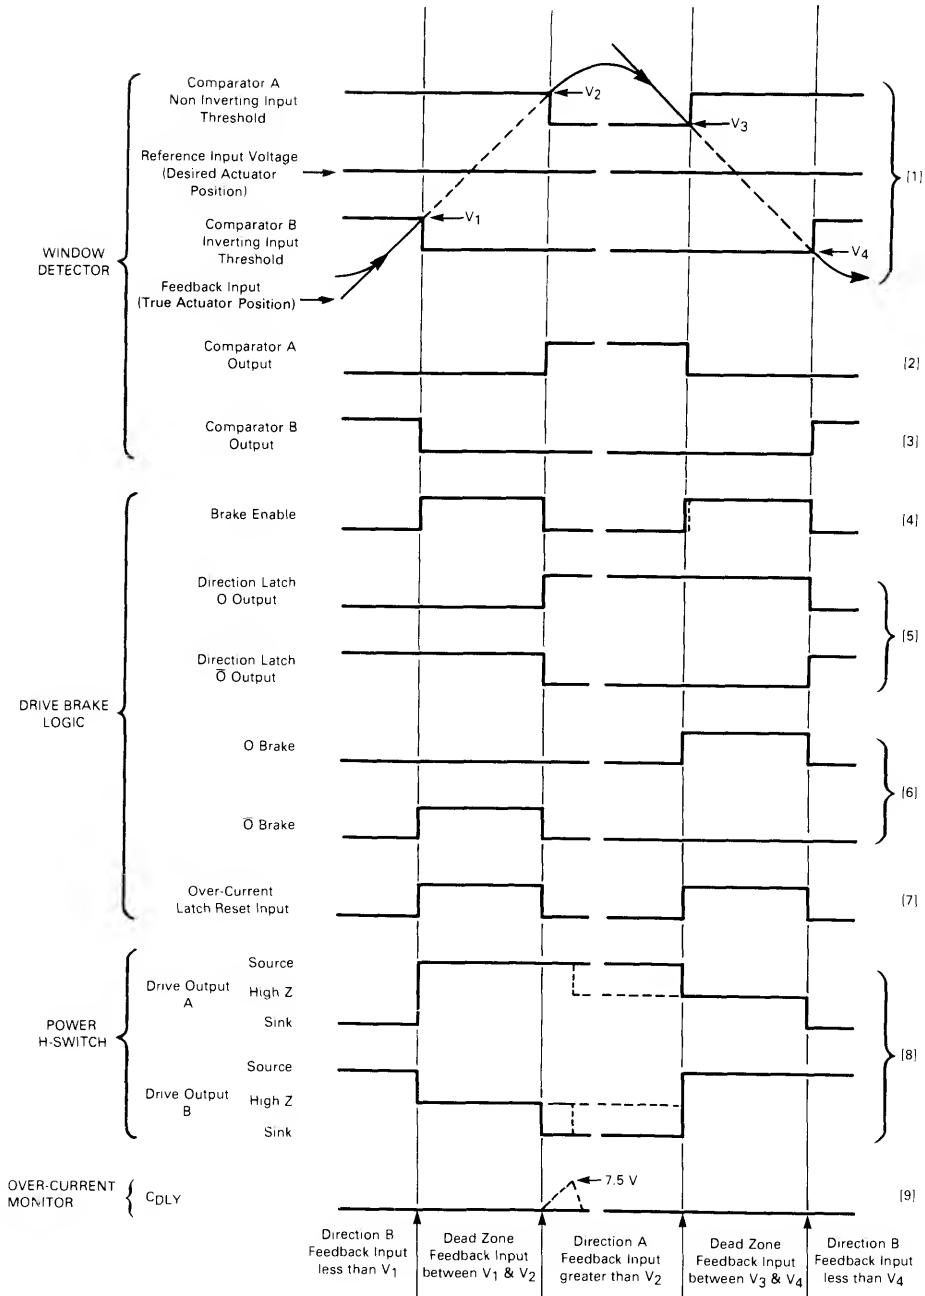 Comparator A
Non Inverting Input
Threshold
V2
V3
[1]
Reference Input Voltage
(Desired Actuator
Position)
V1
Comparator B
Inverting Input
Threshold
V4
WINDOW
DETECTOR
Feedback Input
(True Actuator Position)
Comparator A
Output
[2]
Comparator B
Output
[3]
Brake Enable
[4]
Direction Latch
O Output
[5]
Direction Latch
O̅ Output
DRIVE BRAKE
LOGIC
O Brake
[6]
O̅ Brake
Over-Current
Latch Reset Input
[7]
Source
Drive Output
A
High Z
Sink
POWER
H-SWITCH
[8]
Source
Drive Output
B
High Z
Sink
OVER-CURRENT
MONITOR
CDLY
7.5 V
[9]
Direction B
Feedback Input
less than V1
Dead Zone
Feedback Input
between V1 & V2
Direction A
Feedback Input
greater than V2
Dead Zone
Feedback Input
between V3 & V4
Direction B
Feedback Input
less than V4